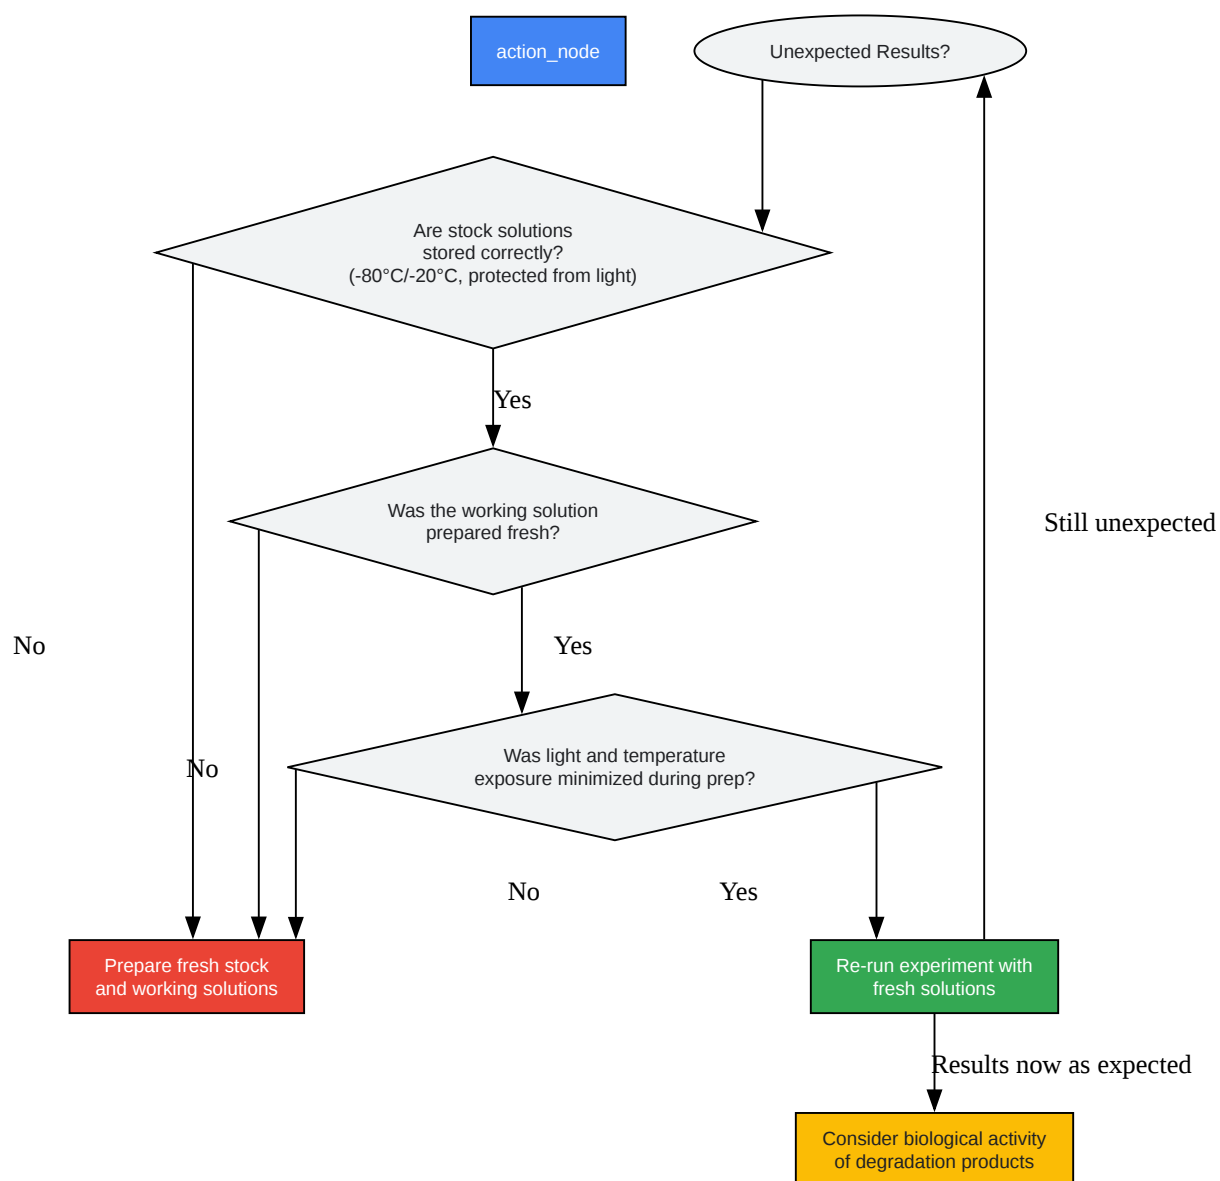 action_node
Unexpected Results?
Are stock solutions
stored correctly?
(-80°C/-20°C, protected from light)
Yes
Was the working solution
prepared fresh?
Still unexpected
No
Yes
Was light and temperature
exposure minimized during prep?
No
No
Yes
Prepare fresh stock
and working solutions
Re-run experiment with
fresh solutions
Results now as expected
Consider biological activity
of degradation products